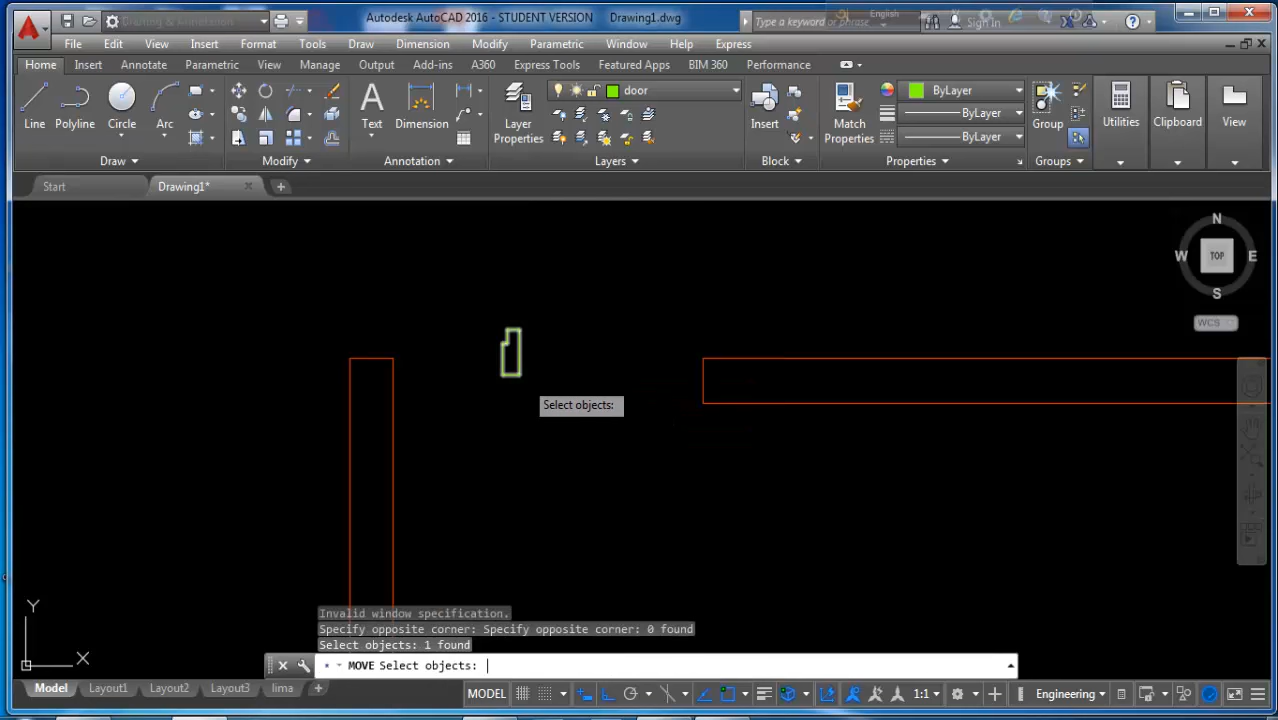 Drafting & Annotation
Autodesk AutoCAD 2016 - STUDENT VERSION Drawing1.dwg
Type a keyword or phrase
English
Sign In
File Edit View Insert Format Tools Draw Dimension Modify Parametric Window Help Express
Home Insert Annotate Parametric View Manage Output Add-ins A360 Express Tools Featured Apps BIM 360 Performance
door
ByLayer
Line Polyline Circle Arc Text Dimension Layer Properties Insert Match Properties ByLayer Group Utilities Clipboard View
ByLayer
Draw Modify Annotation Layers Block Properties Groups
Start Drawing1*
N
W TOP E
S
WCS
Select objects:
Invalid window specification.
Specify opposite corner: Specify opposite corner: 0 found
Select objects: 1 found
Y
X
MOVE Select objects:
Model Layout1 Layout2 Layout3 lima
MODEL 1:1 Engineering